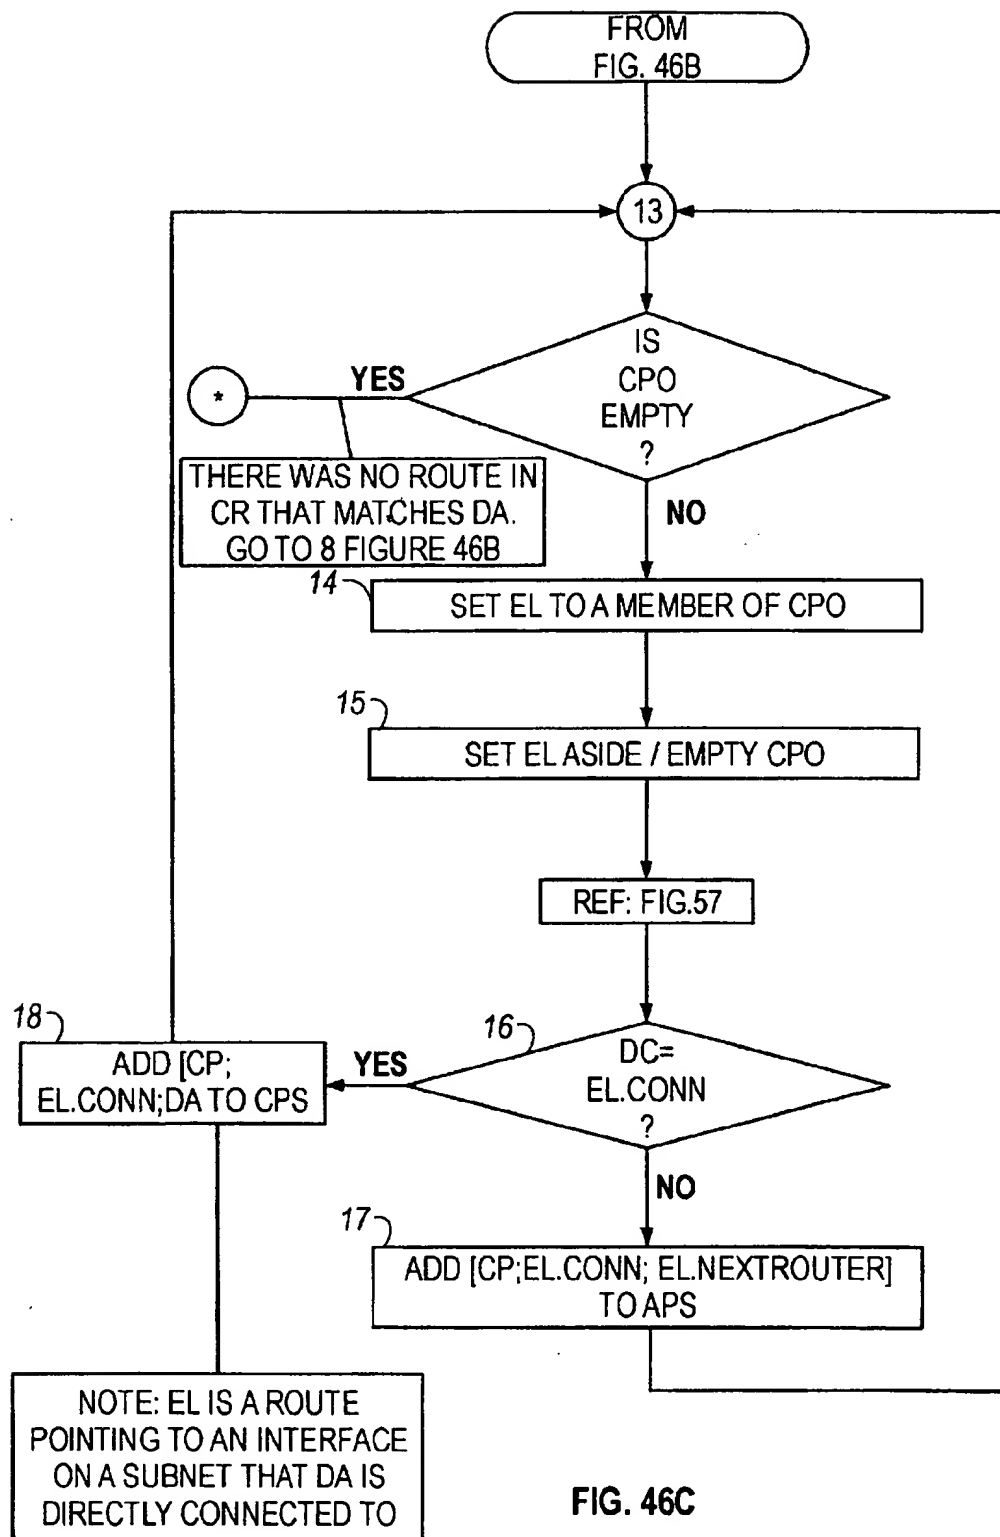 FROM
FIG. 46B
13
IS
CPO
EMPTY
?
YES
*
THERE WAS NO ROUTE IN
CR THAT MATCHES DA.
GO TO 8 FIGURE 46B
NO
14
SET EL TO A MEMBER OF CPO
15
SET EL ASIDE / EMPTY CPO
REF: FIG.57
16
DC=
EL.CONN
?
YES
18
ADD [CP;
EL.CONN;DA TO CPS
NO
17
ADD [CP;EL.CONN; EL.NEXTROUTER]
TO APS
NOTE: EL IS A ROUTE
POINTING TO AN INTERFACE
ON A SUBNET THAT DA IS
DIRECTLY CONNECTED TO
FIG. 46C